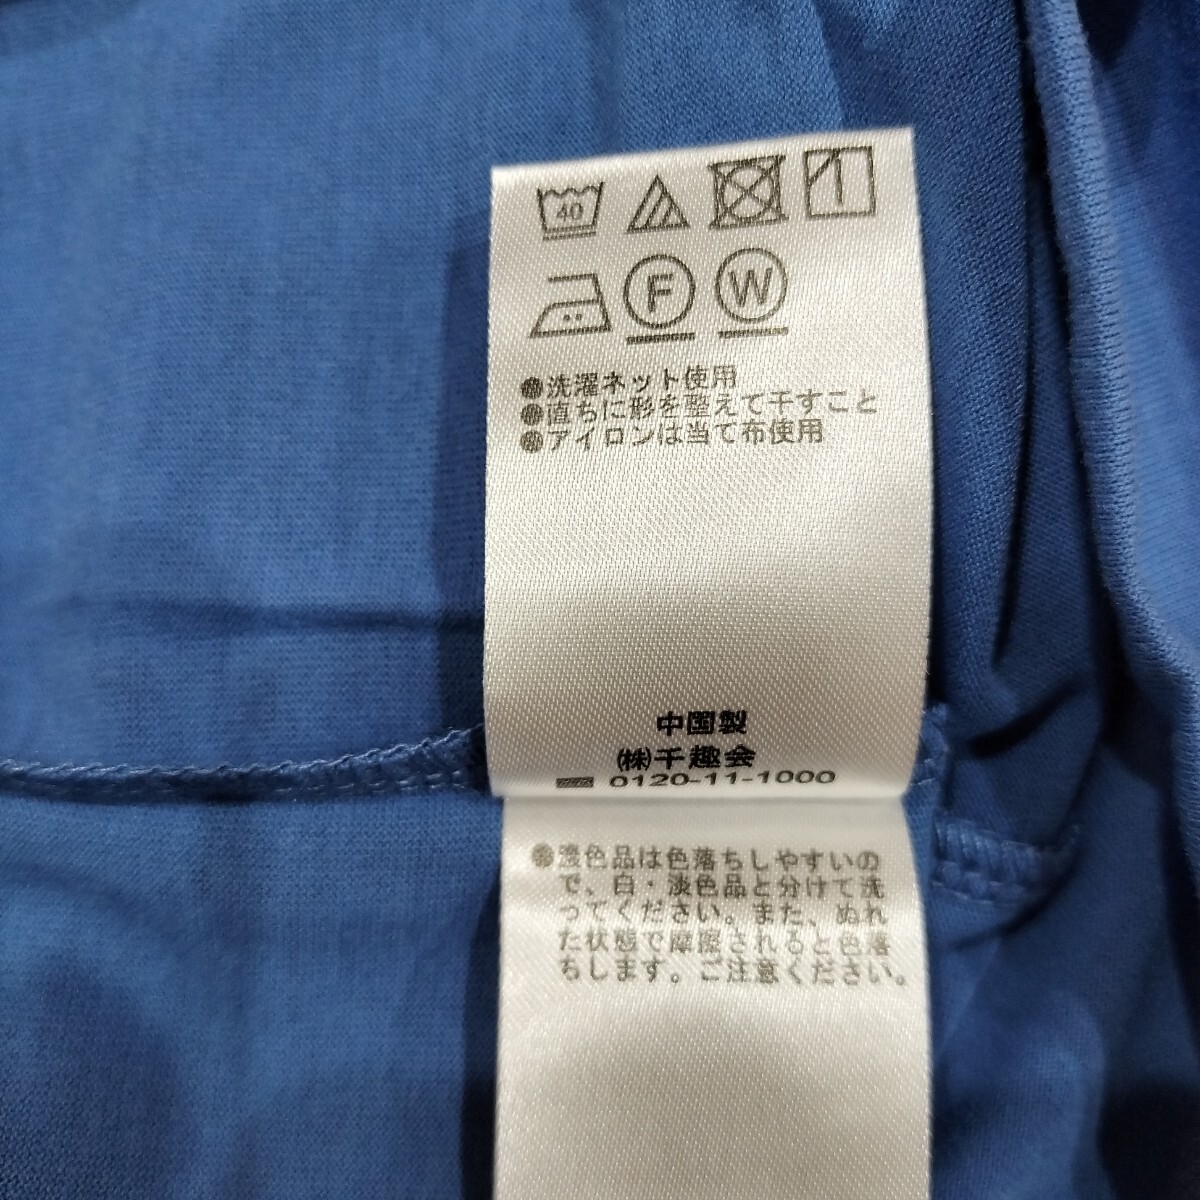 40
F W
●洗濯ネット使用
●直ちに形を整えて干すこと
●アイロンは当て布使用
中国製
(株)千趣会
0120-11-1000
●濃色品は色落ちしやすいの
で、白・淡色品と分けて洗
ってください。また、ぬれ
た状態で摩擦されると色落
ちします。ご注意ください。